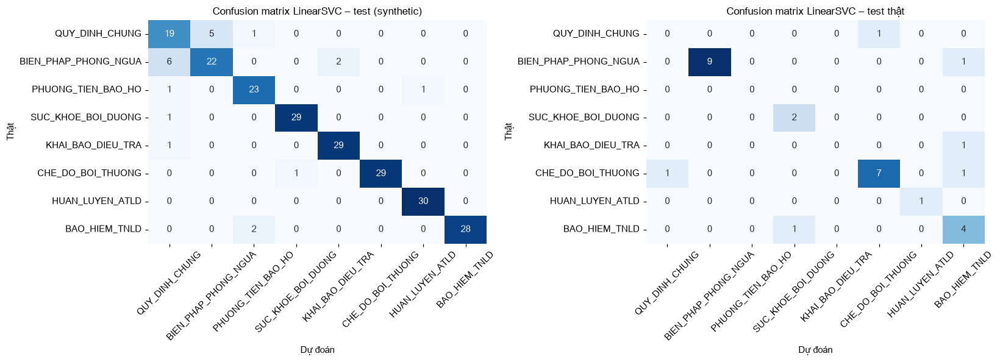 Confusion matrix LinearSVC – test (synthetic)
Thật
QUY_DINH_CHUNG 19 5 1 0 0 0 0 0
BIEN_PHAP_PHONG_NGUA 6 22 0 0 2 0 0 0
PHUONG_TIEN_BAO_HO 1 0 23 0 0 0 1 0
SUC_KHOE_BOI_DUONG 1 0 0 29 0 0 0 0
KHAI_BAO_DIEU_TRA 1 0 0 0 29 0 0 0
CHE_DO_BOI_THUONG 0 0 0 1 0 29 0 0
HUAN_LUYEN_ATLD 0 0 0 0 0 0 30 0
BAO_HIEM_TNLD 0 0 2 0 0 0 0 28
QUY_DINH_CHUNG
BIEN_PHAP_PHONG_NGUA
PHUONG_TIEN_BAO_HO
SUC_KHOE_BOI_DUONG
KHAI_BAO_DIEU_TRA
CHE_DO_BOI_THUONG
HUAN_LUYEN_ATLD
BAO_HIEM_TNLD
Dự đoán
Confusion matrix LinearSVC – test thật
Thật
QUY_DINH_CHUNG 0 0 0 0 0 1 0 0
BIEN_PHAP_PHONG_NGUA 0 9 0 0 0 0 0 1
PHUONG_TIEN_BAO_HO 0 0 0 0 0 0 0 0
SUC_KHOE_BOI_DUONG 0 0 0 2 0 0 0 0
KHAI_BAO_DIEU_TRA 0 0 0 0 0 0 0 1
CHE_DO_BOI_THUONG 1 0 0 0 0 7 0 1
HUAN_LUYEN_ATLD 0 0 0 0 0 0 1 0
BAO_HIEM_TNLD 0 0 0 1 0 0 0 4
QUY_DINH_CHUNG
BIEN_PHAP_PHONG_NGUA
PHUONG_TIEN_BAO_HO
SUC_KHOE_BOI_DUONG
KHAI_BAO_DIEU_TRA
CHE_DO_BOI_THUONG
HUAN_LUYEN_ATLD
BAO_HIEM_TNLD
Dự đoán